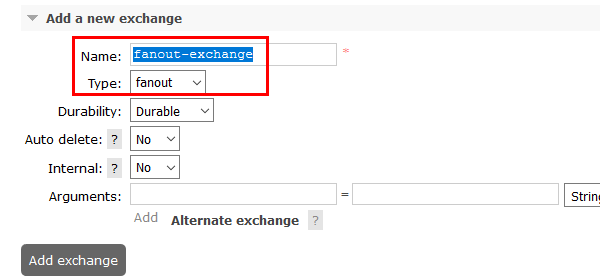 Add a new exchange
Name: fanout-exchange *
Type: fanout
Durability: Durable
Auto delete: ? No
Internal: ? No
Arguments: = String
Add Alternate exchange ?
Add exchange